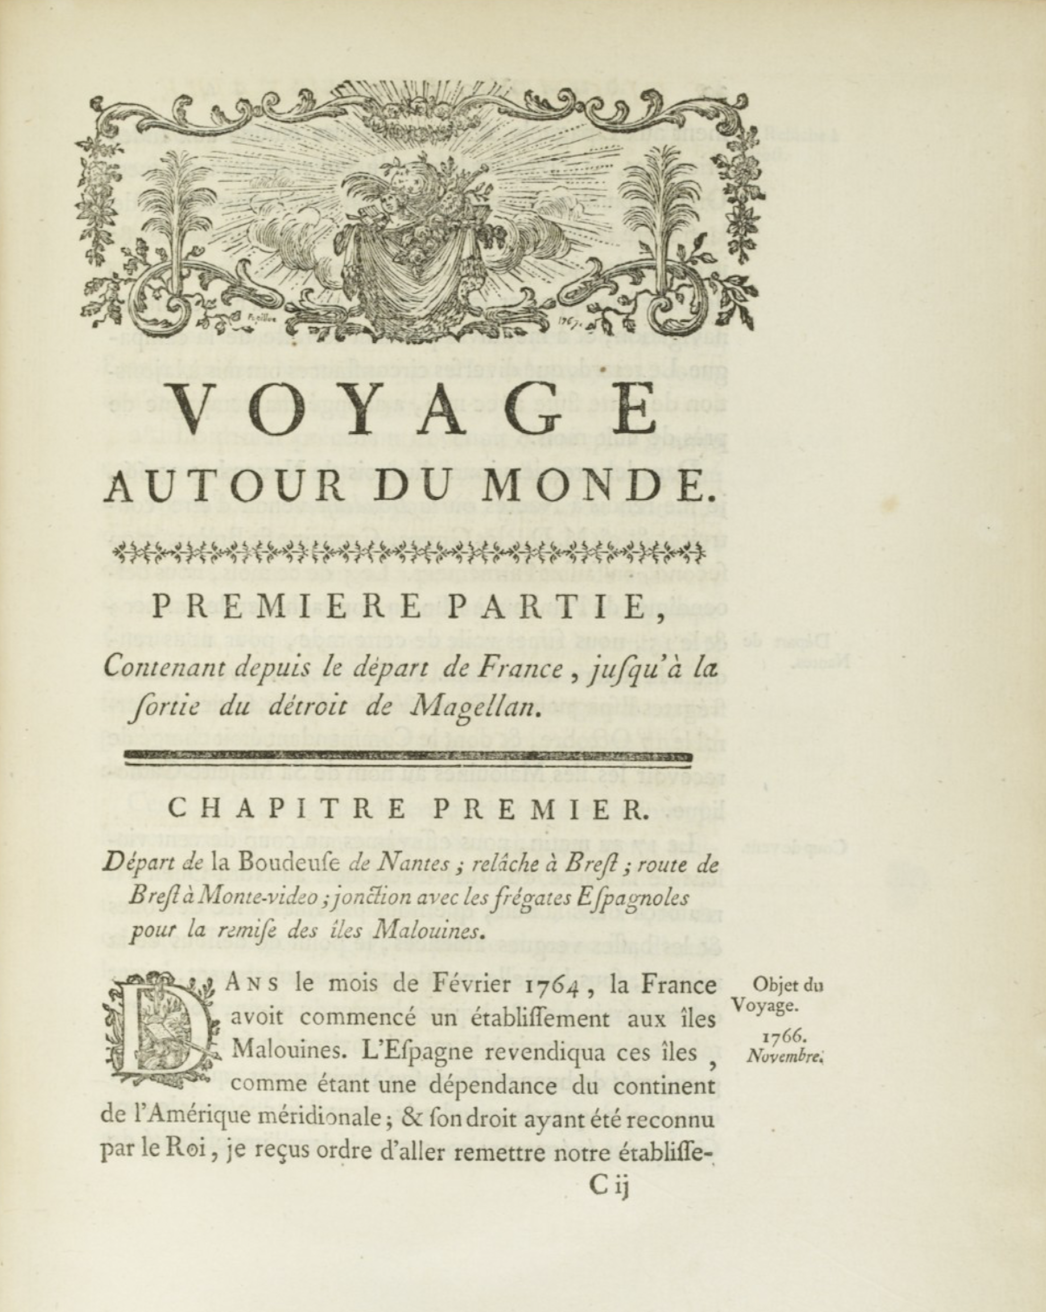 VOYAGE
AUTOUR DU MONDE.
PREMIERE PARTIE,
Contenant depuis le départ de France, juſqu'à la
ſortie du détroit de Magellan.
CHAPITRE PREMIER.
Départ de la Boudeuſe de Nantes ; relâche à Breſt ; route de
Breſt à Monte-video ; jonction avec les frégates Eſpagnoles
pour la remiſe des îles Malouines.
DANS le mois de Février 1764, la France
avoit commencé un établiſſement aux îles
Malouines. L'Eſpagne revendiqua ces îles,
comme étant une dépendance du continent
de l'Amérique méridionale ; & ſon droit ayant été reconnu
par le Roi, je reçus ordre d'aller remettre notre établiſſe-
Objet du
Voyage.
1766.
Novembre.
C ij